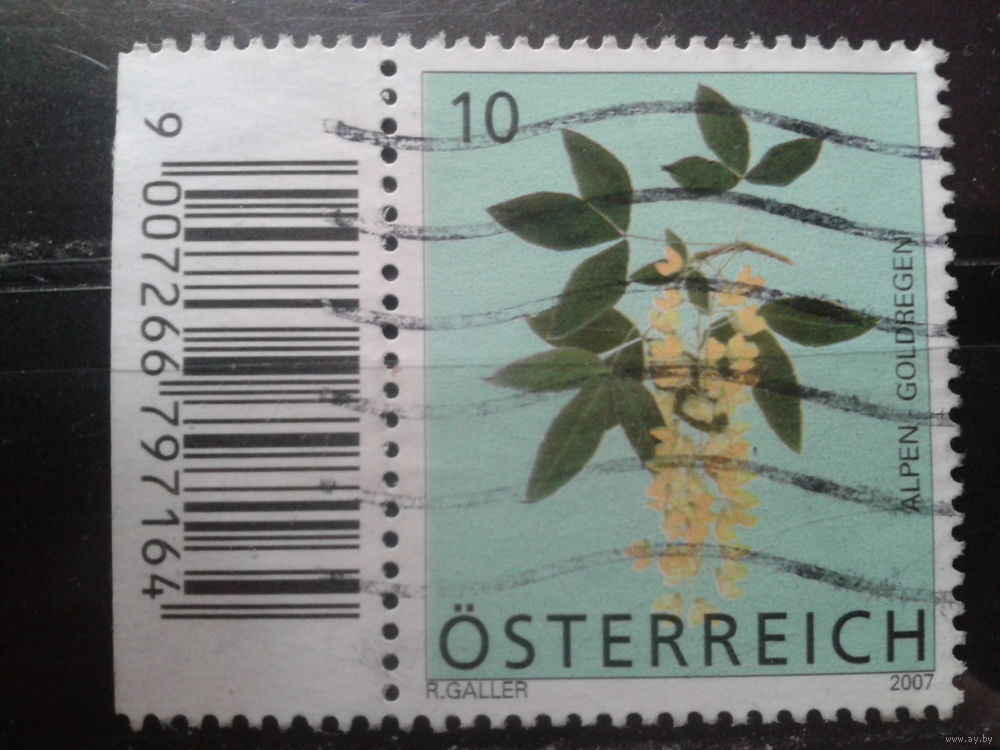 9 007266 797164
10
ALPEN-GOLDREGEN
ÖSTERREICH
R.GALLER
2007
www.ay.by